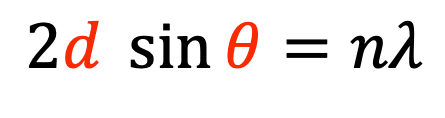 2d sin θ = nλ